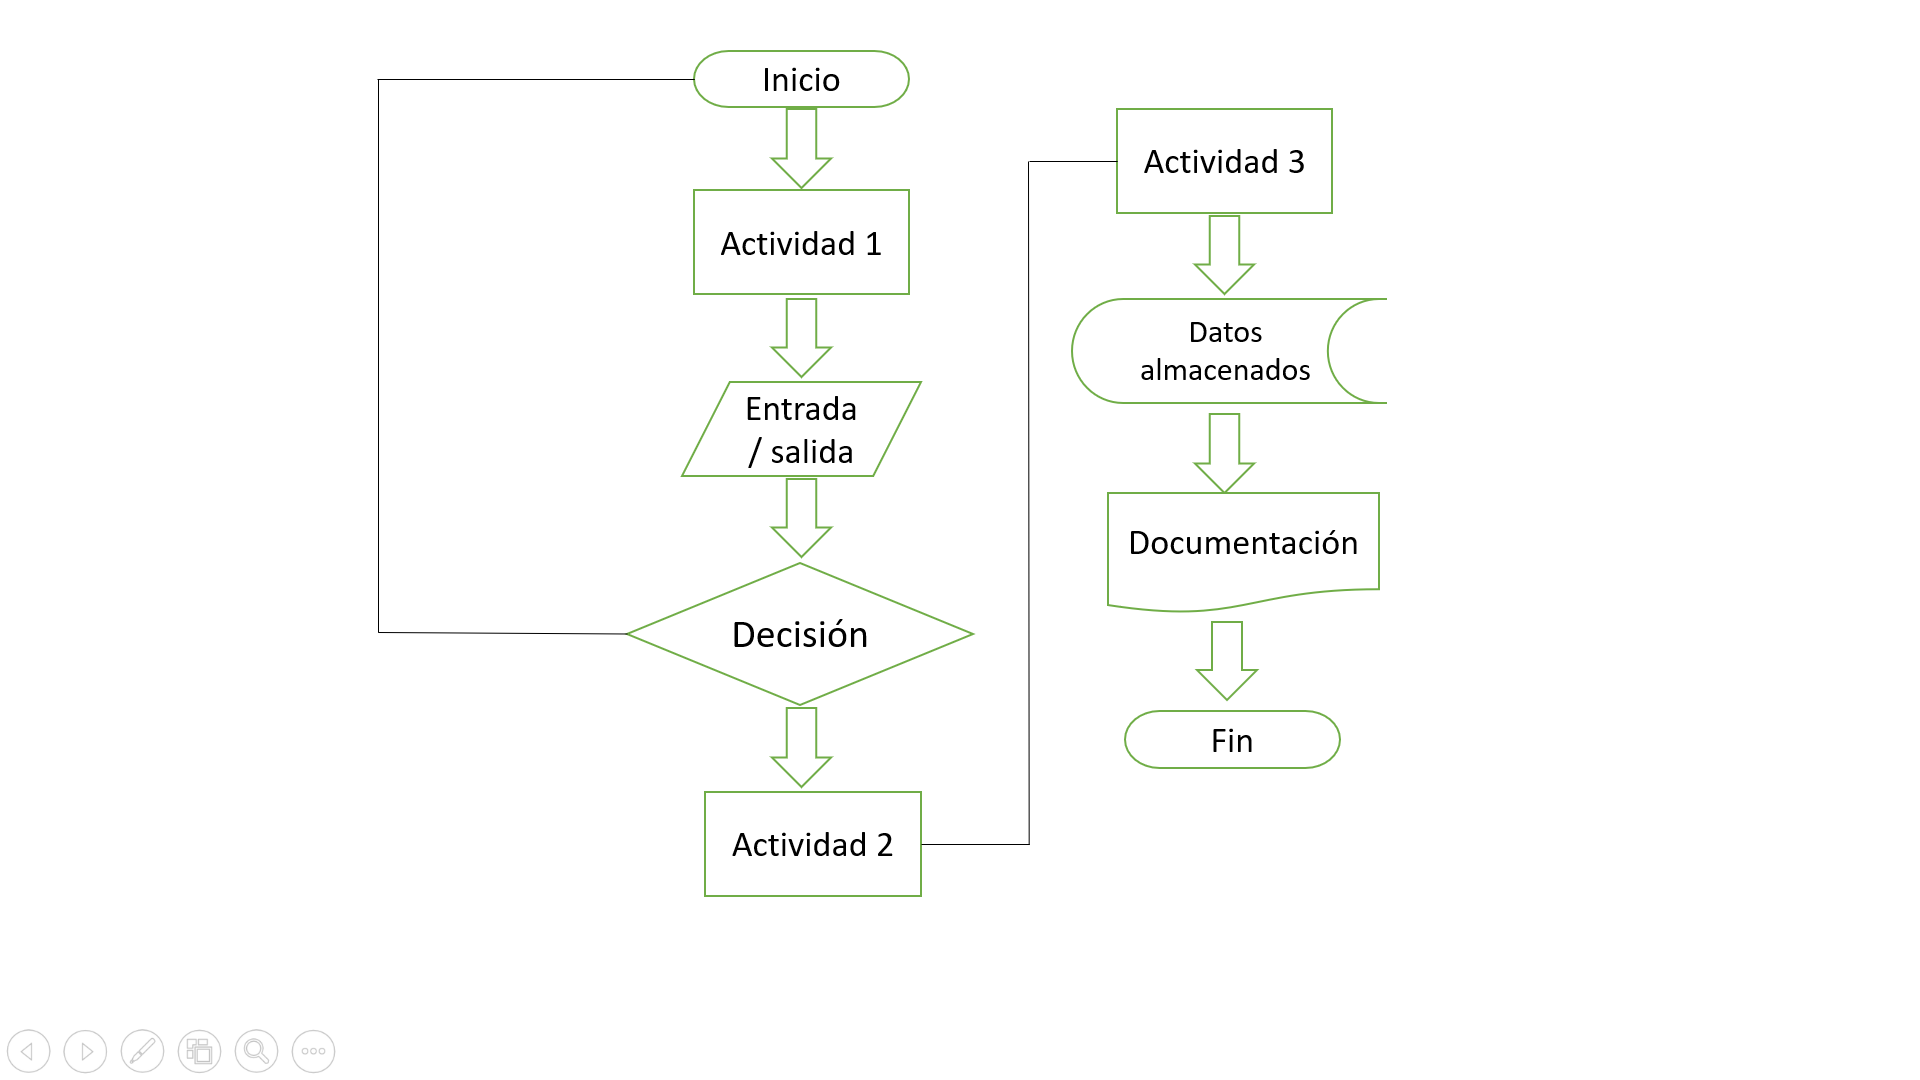 Inicio
Actividad 1
Entrada
/ salida
Decisión
Actividad 2
Actividad 3
Datos
almacenados
Documentación
Fin